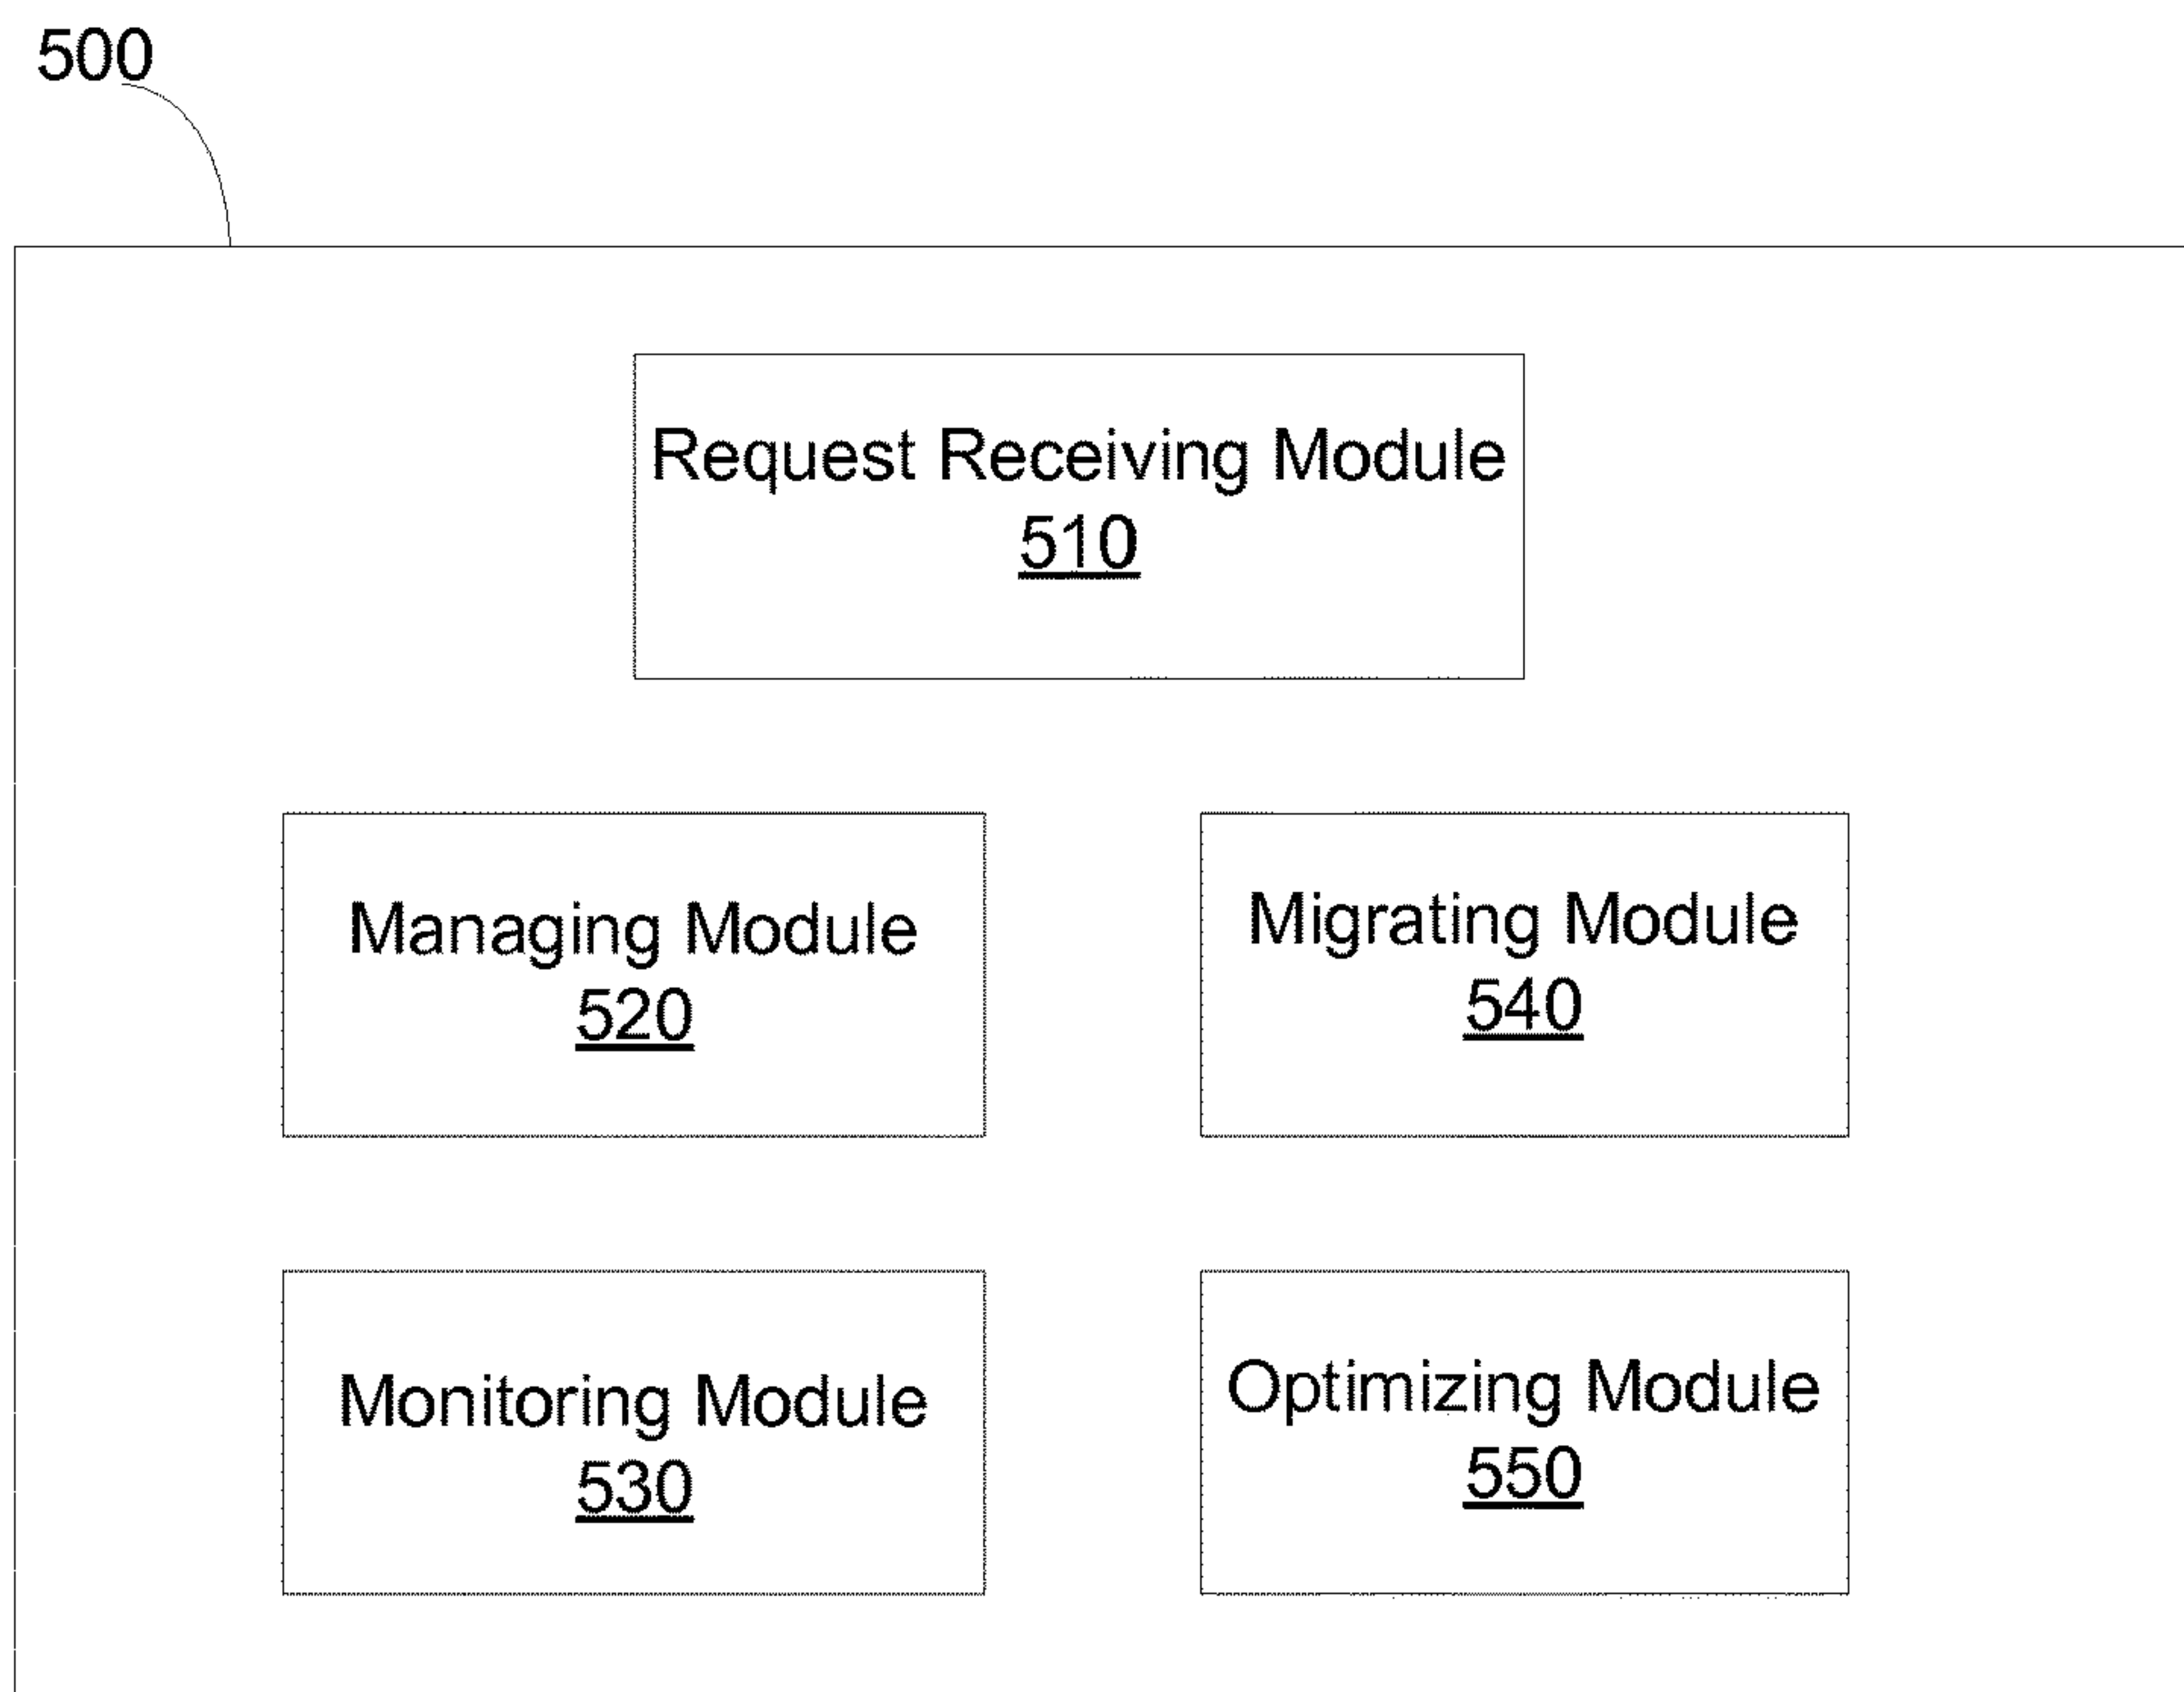 500
Request Receiving Module
510
Managing Module
520
Migrating Module
540
Monitoring Module
530
Optimizing Module
550